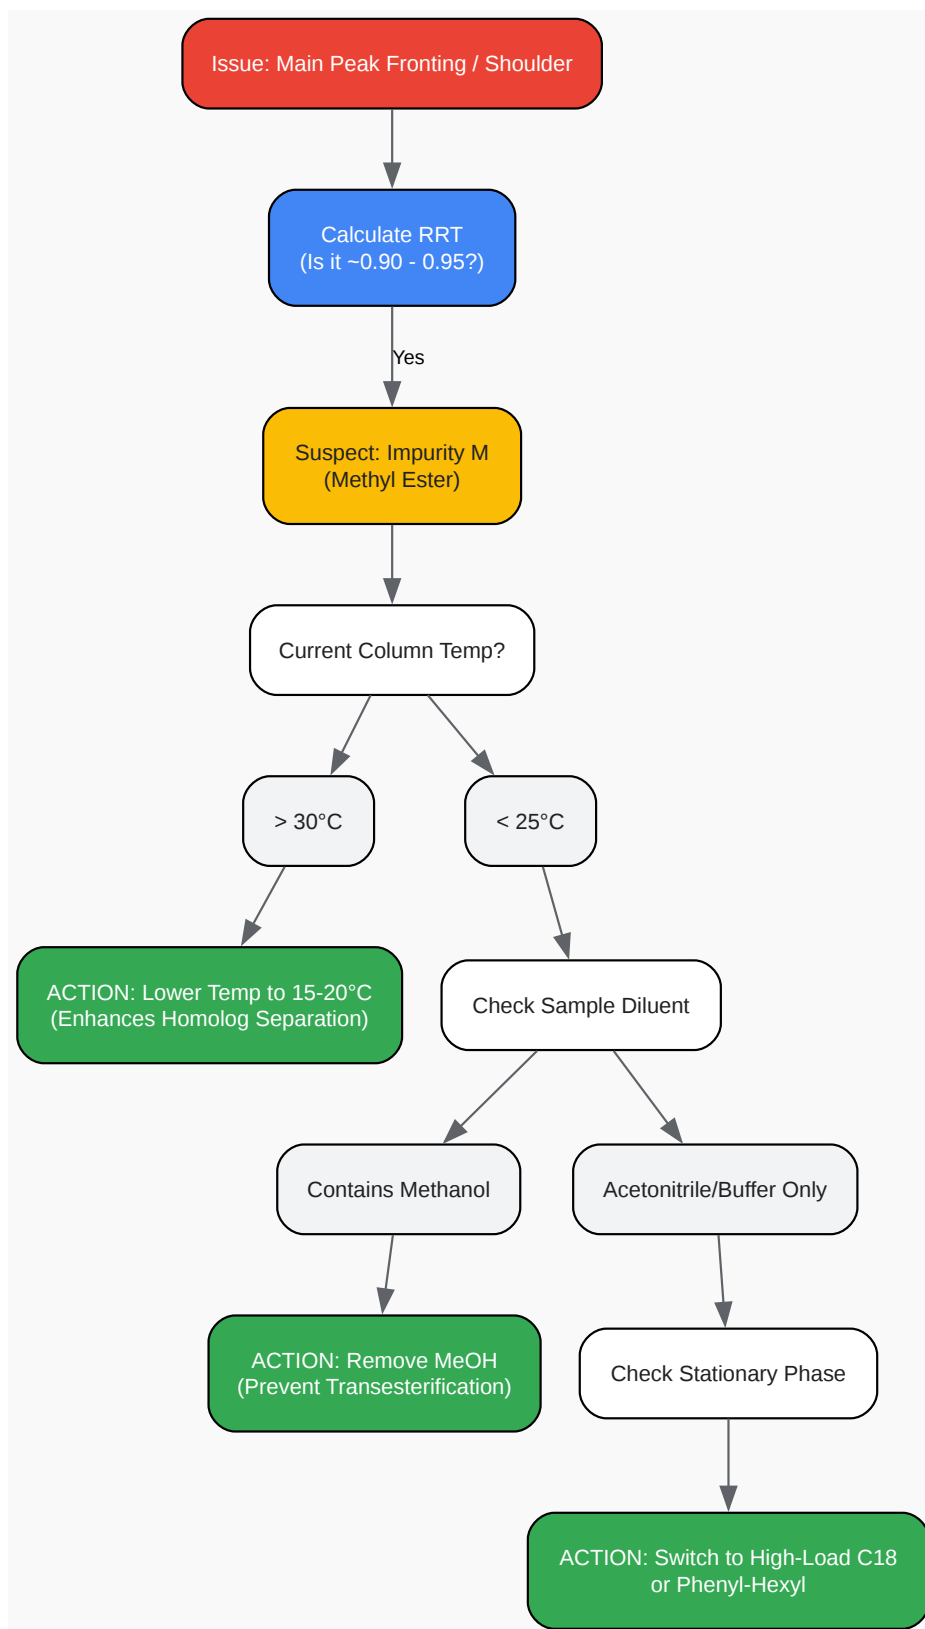 Issue: Main Peak Fronting / Shoulder
Calculate RRT
(Is it ~0.90 - 0.95?)
Yes
Suspect: Impurity M
(Methyl Ester)
Current Column Temp?
> 30°C
< 25°C
ACTION: Lower Temp to 15-20°C
(Enhances Homolog Separation)
Check Sample Diluent
Contains Methanol
Acetonitrile/Buffer Only
ACTION: Remove MeOH
(Prevent Transesterification)
Check Stationary Phase
ACTION: Switch to High-Load C18
or Phenyl-Hexyl